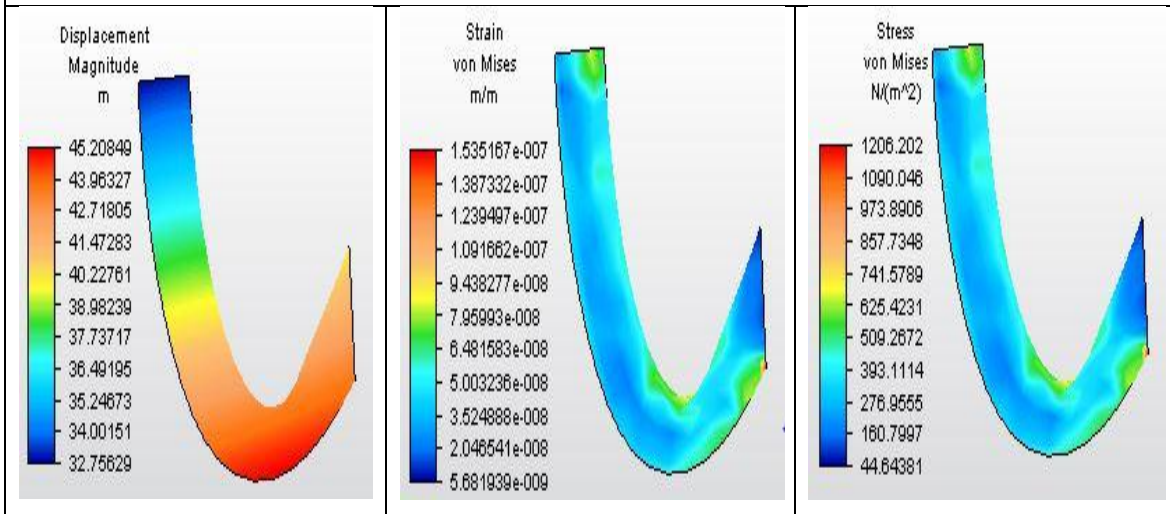 Displacement
Magnitude
m
45.20849
43.96327
42.71805
41.47283
40.22761
38.98239
37.73717
36.49195
35.24673
34.00151
32.75629
Strain
von Mises
m/m
1.535167e-007
1.387332e-007
1.239497e-007
1.091662e-007
9.438277e-008
7.95993e-008
6.481583e-008
5.003236e-008
3.524888e-008
2.046541e-008
5.681939e-009
Stress
von Mises
N/(m^2)
1206.202
1090.046
973.8906
857.7348
741.5789
625.4231
509.2672
393.1114
276.9555
160.7997
44.64381